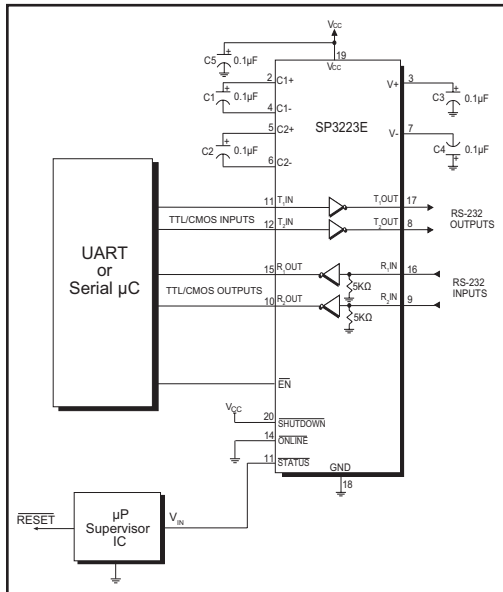 VCC
19
VCC
C5 + 0.1µF
2 C1+
C1 + 0.1µF
4 C1-
5 C2+
C2 + 0.1µF
6 C2-
SP3223E
V+ 3
C3 + 0.1µF
V- 7
C4 0.1µF +
11 T1IN T1OUT 17
TTL/CMOS INPUTS
12 T2IN T2OUT 8
RS-232
OUTPUTS
UART
or
Serial µC
15 R1OUT R1IN 16
TTL/CMOS OUTPUTS
5KΩ
10 R2OUT R2IN 9
5KΩ
RS-232
INPUTS
EN
VCC
20 SHUTDOWN
14 ONLINE
11 STATUS
GND
18
RESET
µP
Supervisor
IC
VIN